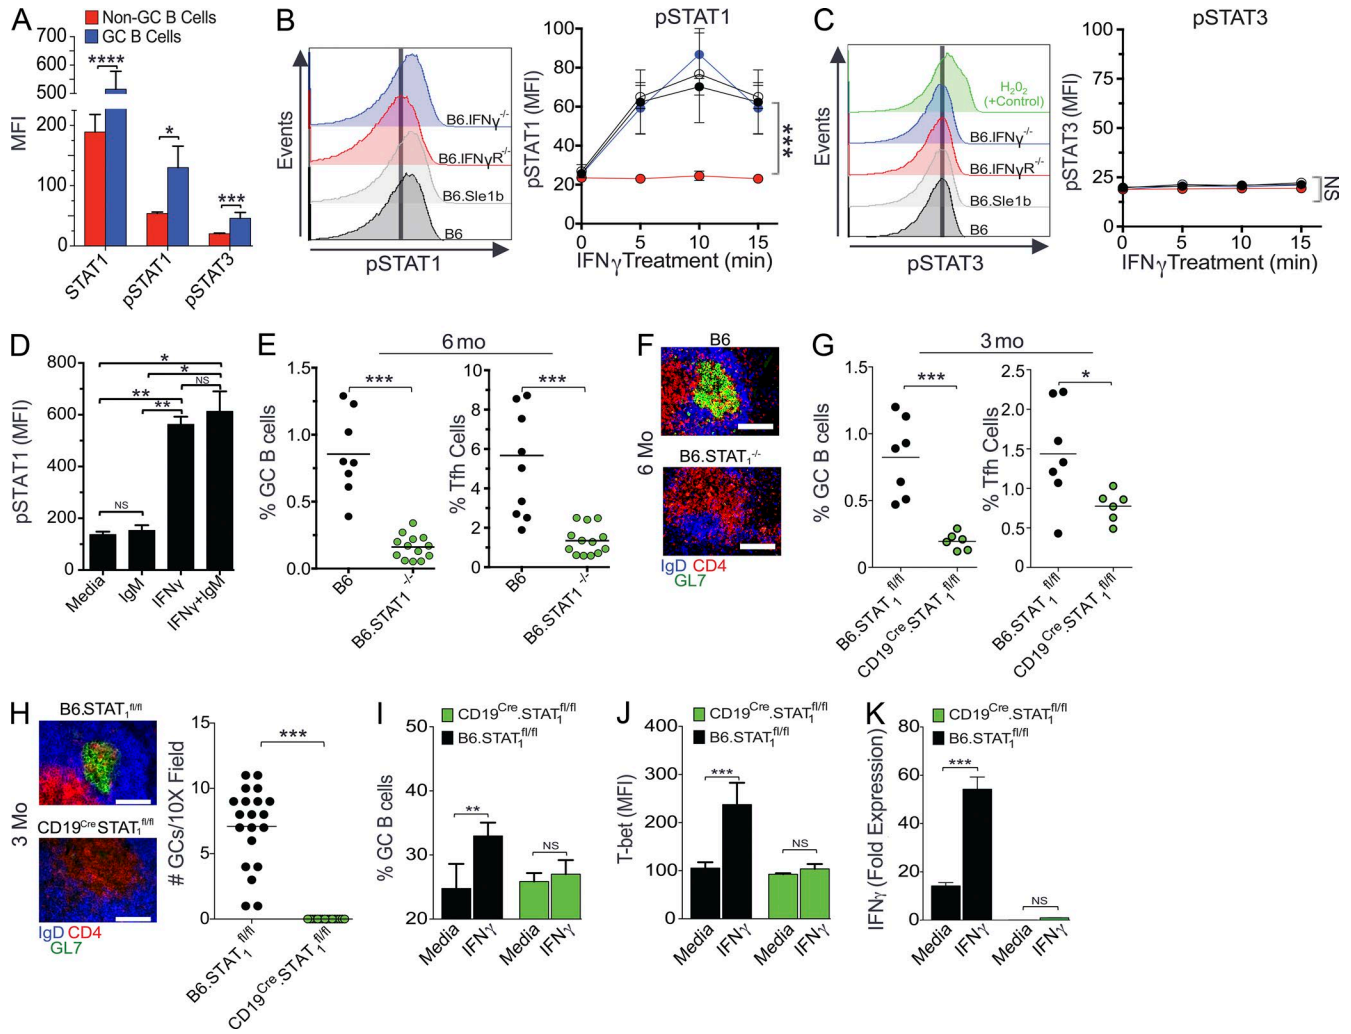 A
Non-GC B Cells
GC B Cells
MFI
700
600
500
200
150
100
50
0
****
*
***
STAT1
pSTAT1
pSTAT3
B
pSTAT1
Events
B6.IFNγ-/-
B6.IFNγR-/-
B6.Sle1b
B6
pSTAT1
pSTAT1 (MFI)
100
80
60
40
20
0
***
0 5 10 15
IFNγTreatment (min)
C
pSTAT3
Events
H2O2
(+Control)
B6.IFNγ-/-
B6.IFNγR-/-
B6.Sle1b
B6
pSTAT3
pSTAT3 (MFI)
100
75
50
25
0
NS
0 5 10 15
IFNγTreatment (min)
D
pSTAT1 (MFI)
800
600
400
200
0
*
*
NS
**
**
NS
Media
IgM
IFNγ
IFNγ+IgM
E
6 mo
% GC B cells
1.5
1.0
0.5
0.0
***
B6
B6.STAT1-/-
% Tfh Cells
10
8
6
4
2
0
***
B6
B6.STAT1-/-
F
B6
6 Mo
B6.STAT1-/-
IgD CD4
GL7
G
3 mo
% GC B cells
1.5
1.0
0.5
0
***
B6.STAT1fl/fl
CD19Cre.STAT1fl/fl
% Tfh Cells
2.5
2.0
1.5
1.0
0.5
0
*
B6.STAT1fl/fl
CD19Cre.STAT1fl/fl
H
B6.STAT1fl/fl
3 Mo
CD19CreSTAT1fl/fl
IgD CD4
GL7
# GCs/10X Field
15
10
5
0
***
B6.STAT1fl/fl
CD19Cre.STAT1fl/fl
I
CD19Cre.STAT1fl/fl
B6.STAT1fl/fl
% GC B cells
50
40
30
20
**
NS
Media
IFNγ
Media
IFNγ
J
CD19Cre.STAT1fl/fl
B6.STAT1fl/fl
T-bet (MFI)
400
300
200
100
0
***
NS
Media
IFNγ
Media
IFNγ
K
CD19Cre.STAT1fl/fl
B6.STAT1fl/fl
IFNγ (Fold Expression)
80
60
40
20
0
***
NS
Media
IFNγ
Media
IFNγ